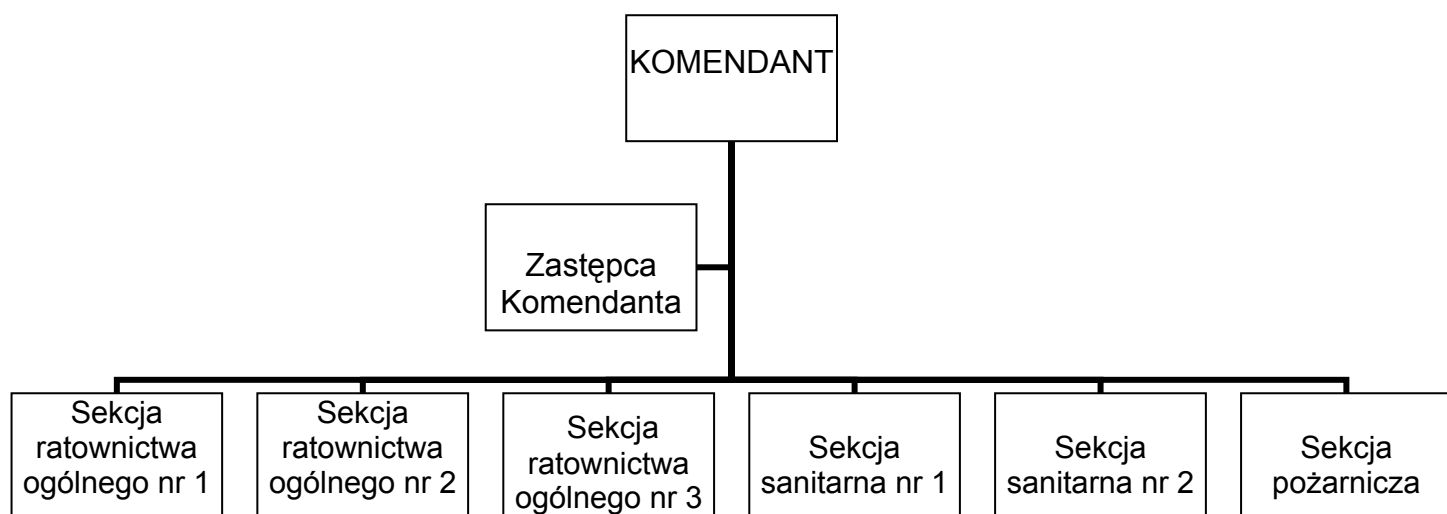 KOMENDANT
Zastępca
Komendanta
Sekcja
ratownictwa
ogólnego nr 1
Sekcja
ratownictwa
ogólnego nr 2
Sekcja
ratownictwa
ogólnego nr 3
Sekcja
sanitarna nr 1
Sekcja
sanitarna nr 2
Sekcja
pożarnicza